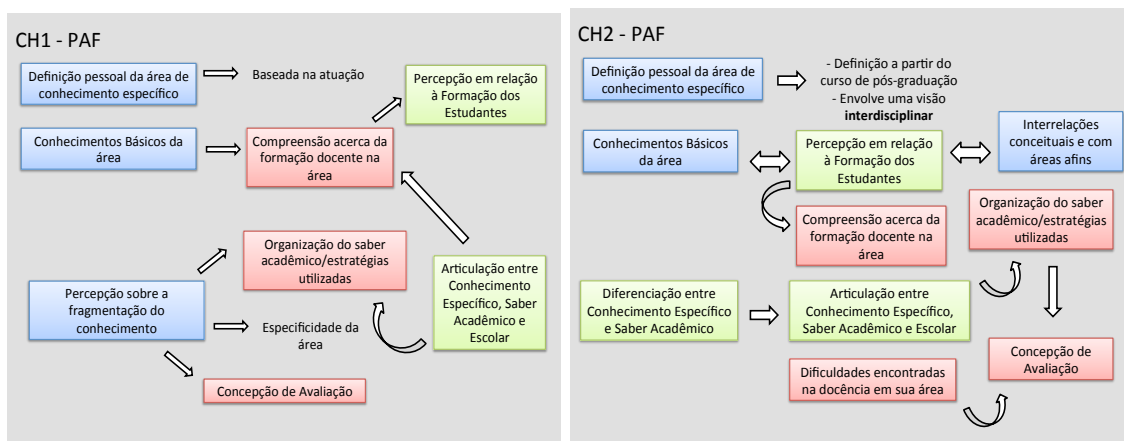 CH1 - PAF
Definição pessoal da área de
conhecimento específico
Baseada na atuação
Percepção em relação
à Formação dos
Estudantes
Conhecimentos Básicos da
área
Compreensão acerca da
formação docente na
área
Organização do saber
acadêmico/estratégias
utilizadas
Articulação entre
Conhecimento
Específico, Saber
Acadêmico e
Escolar
Percepção sobre a
fragmentação do
conhecimento
Especificidade da
área
Concepção de Avaliação
CH2 - PAF
Definição pessoal da área de
conhecimento específico
- Definição a partir do
curso de pós-graduação
- Envolve uma visão
interdisciplinar
Conhecimentos Básicos
da área
Percepção em relação
à Formação dos
Estudantes
Interrelações
conceituais e com
áreas afins
Compreensão acerca da
formação docente na
área
Organização do saber
acadêmico/estratégias
utilizadas
Diferenciação entre
Conhecimento Específico
e Saber Acadêmico
Articulação entre
Conhecimento Específico,
Saber Acadêmico e Escolar
Concepção de
Avaliação
Dificuldades encontradas
na docência em sua área